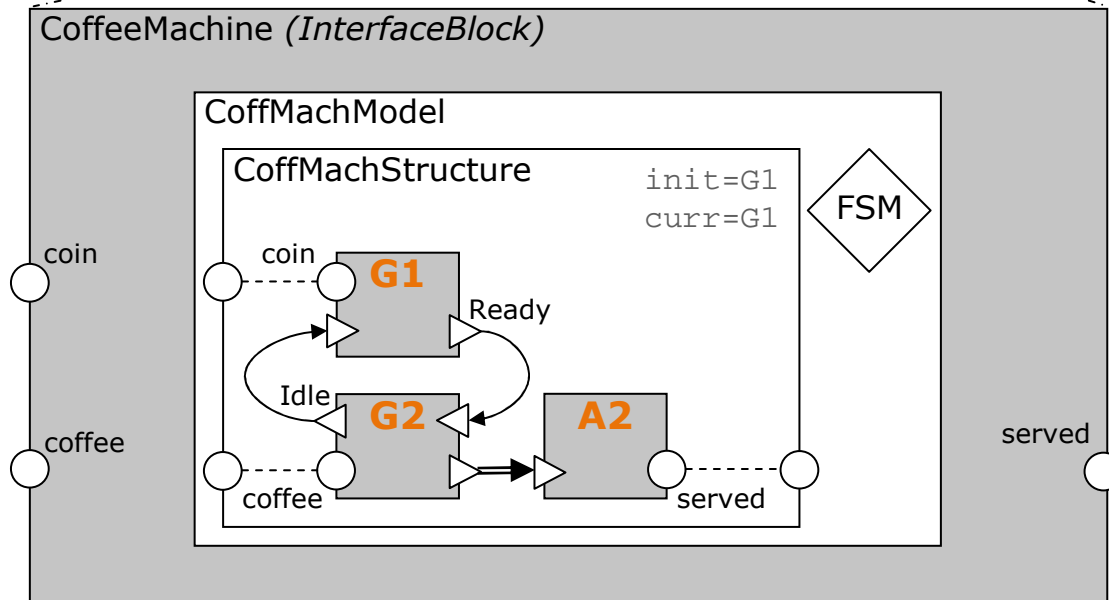 CoffeeMachine (InterfaceBlock)
CoffMachModel
CoffMachStructure
init=G1
curr=G1
FSM
coin
coin
G1
Ready
Idle
G2
A2
coffee
served
coffee
served